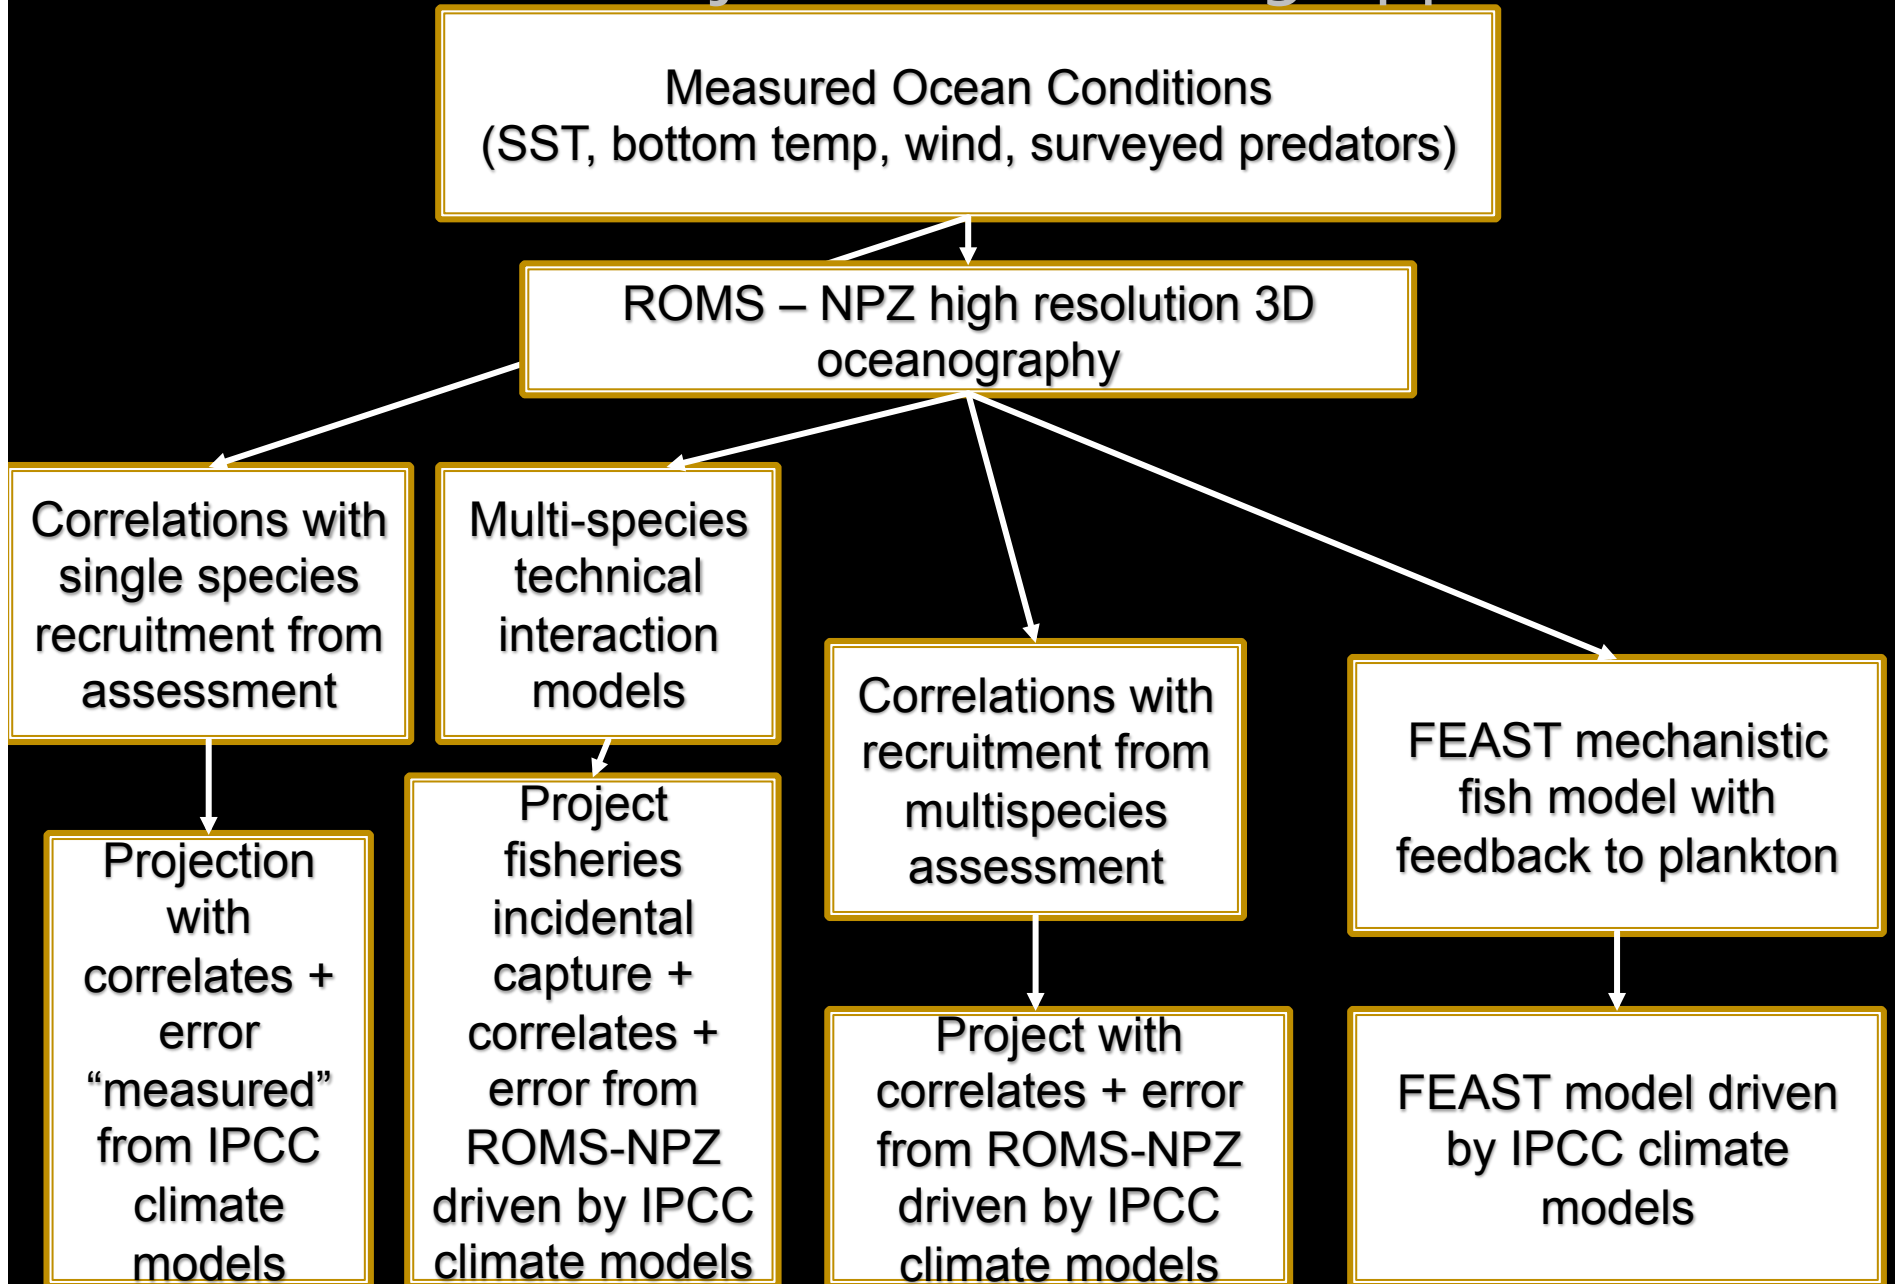 Measured Ocean Conditions
(SST, bottom temp, wind, surveyed predators)
ROMS – NPZ high resolution 3D
oceanography
Correlations with
single species
recruitment from
assessment
Multi-species
technical
interaction
models
Correlations with
recruitment from
multispecies
assessment
FEAST mechanistic
fish model with
feedback to plankton
Projection
with
correlates +
error
“measured”
from IPCC
climate
models
Project
fisheries
incidental
capture +
correlates +
error from
ROMS-NPZ
driven by IPCC
climate models
Project with
correlates + error
from ROMS-NPZ
driven by IPCC
climate models
FEAST model driven
by IPCC climate
models